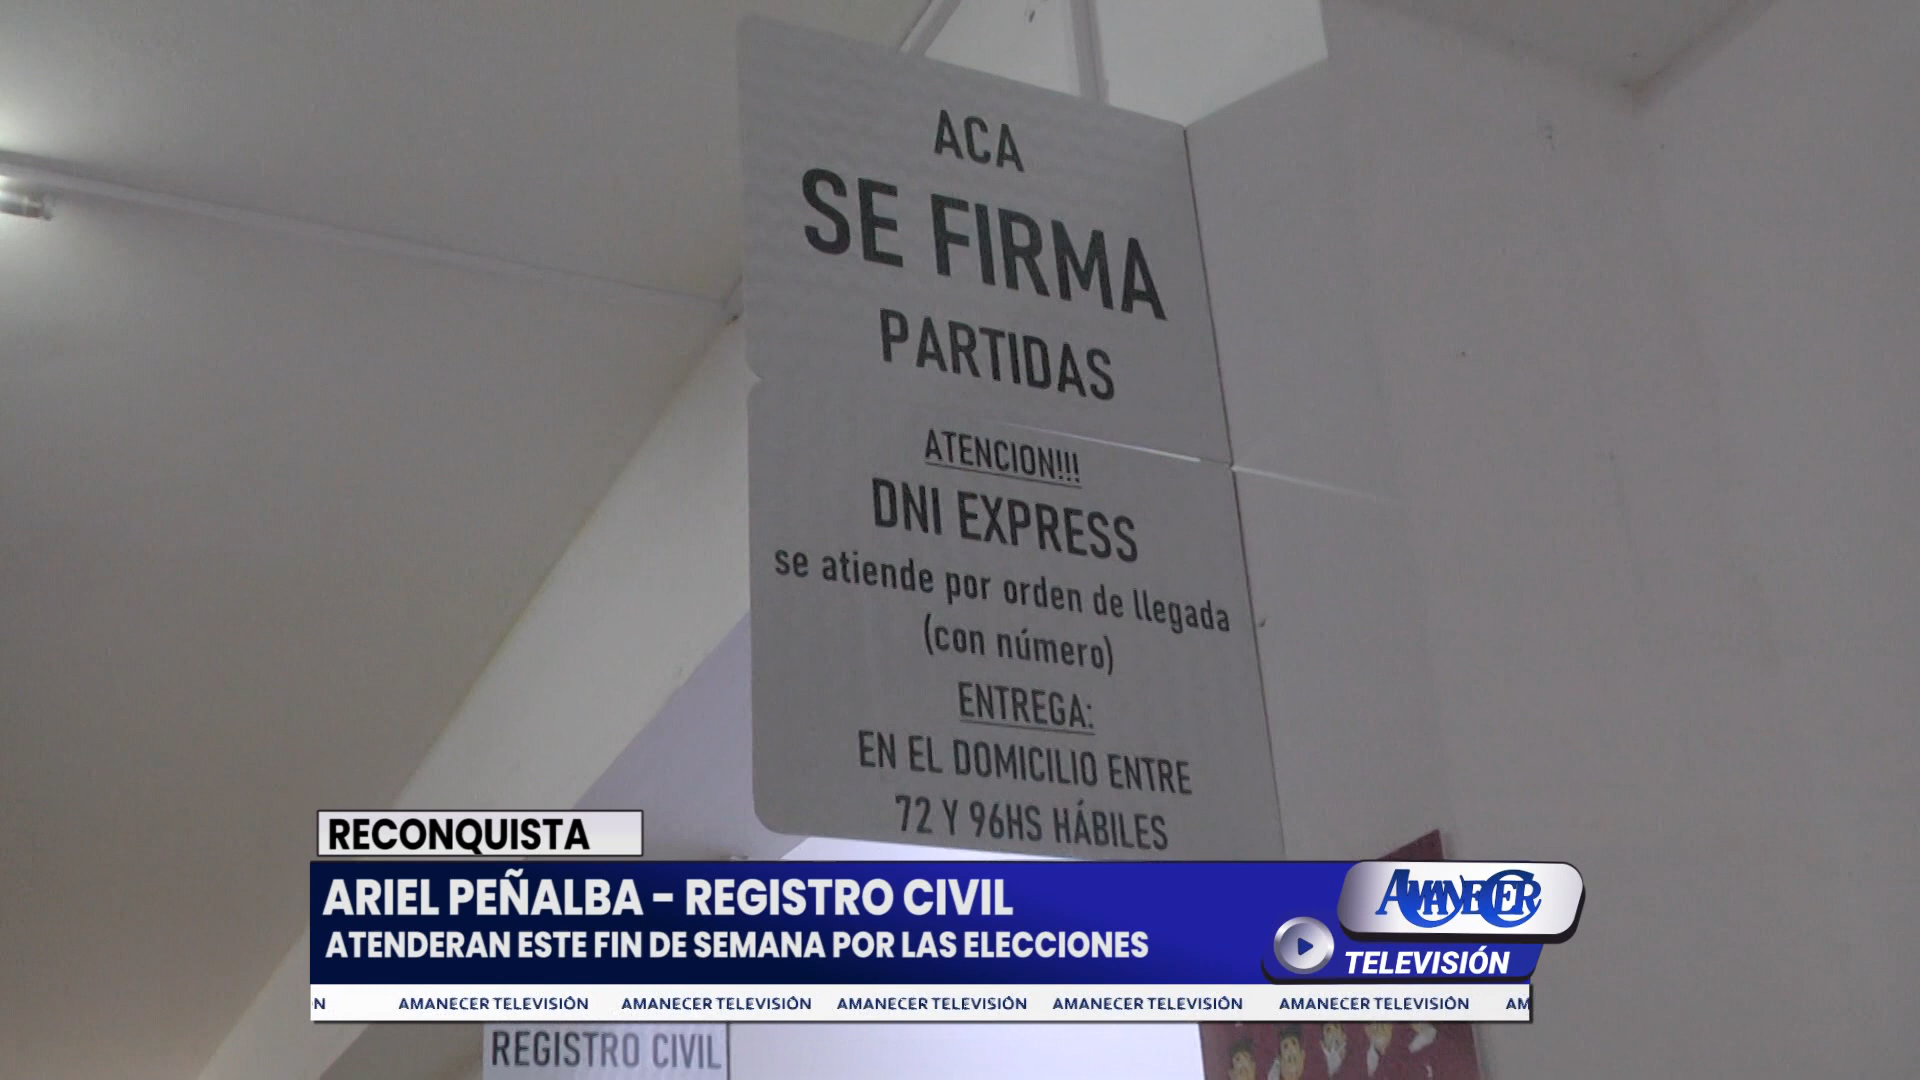 ACA
SE FIRMA
PARTIDAS
ATENCION!!!
DNI EXPRESS
se atiende por orden de llegada
(con número)
ENTREGA:
EN EL DOMICILIO ENTRE
72 Y 96HS HÁBILES
RECONQUISTA
ARIEL PEÑALBA - REGISTRO CIVIL
ATENDERAN ESTE FIN DE SEMANA POR LAS ELECCIONES
AMANECER
TELEVISIÓN
N AMANECER TELEVISIÓN AMANECER TELEVISIÓN AMANECER TELEVISIÓN AMANECER TELEVISIÓN AMANECER TELEVISIÓN AM
REGISTRO CIVIL